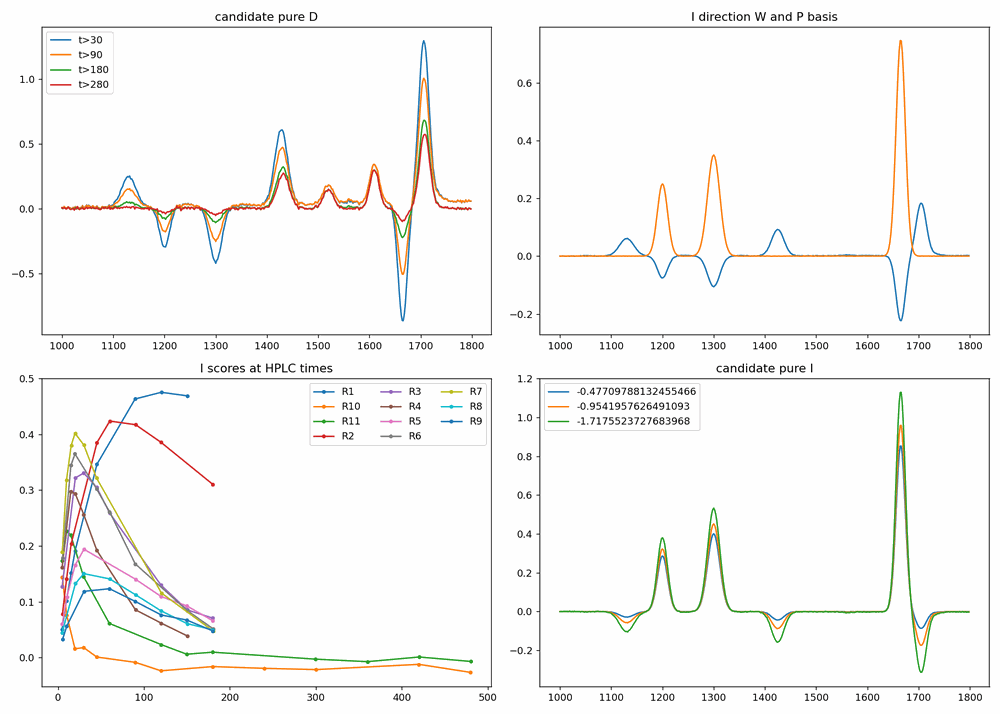 candidate pure D
t>30
t>90
t>180
t>280
1.0
0.5
0.0
−0.5
1000 1100 1200 1300 1400 1500 1600 1700 1800
I direction W and P basis
0.6
0.4
0.2
0.0
−0.2
1000 1100 1200 1300 1400 1500 1600 1700 1800
I scores at HPLC times
R1 R3 R7
R10 R4 R8
R11 R5 R9
R2 R6
0.5
0.4
0.3
0.2
0.1
0.0
0 100 200 300 400 500
candidate pure I
-0.47709788132455466
-0.9541957626491093
-1.7175523727683968
1.2
1.0
0.8
0.6
0.4
0.2
0.0
−0.2
1000 1100 1200 1300 1400 1500 1600 1700 1800